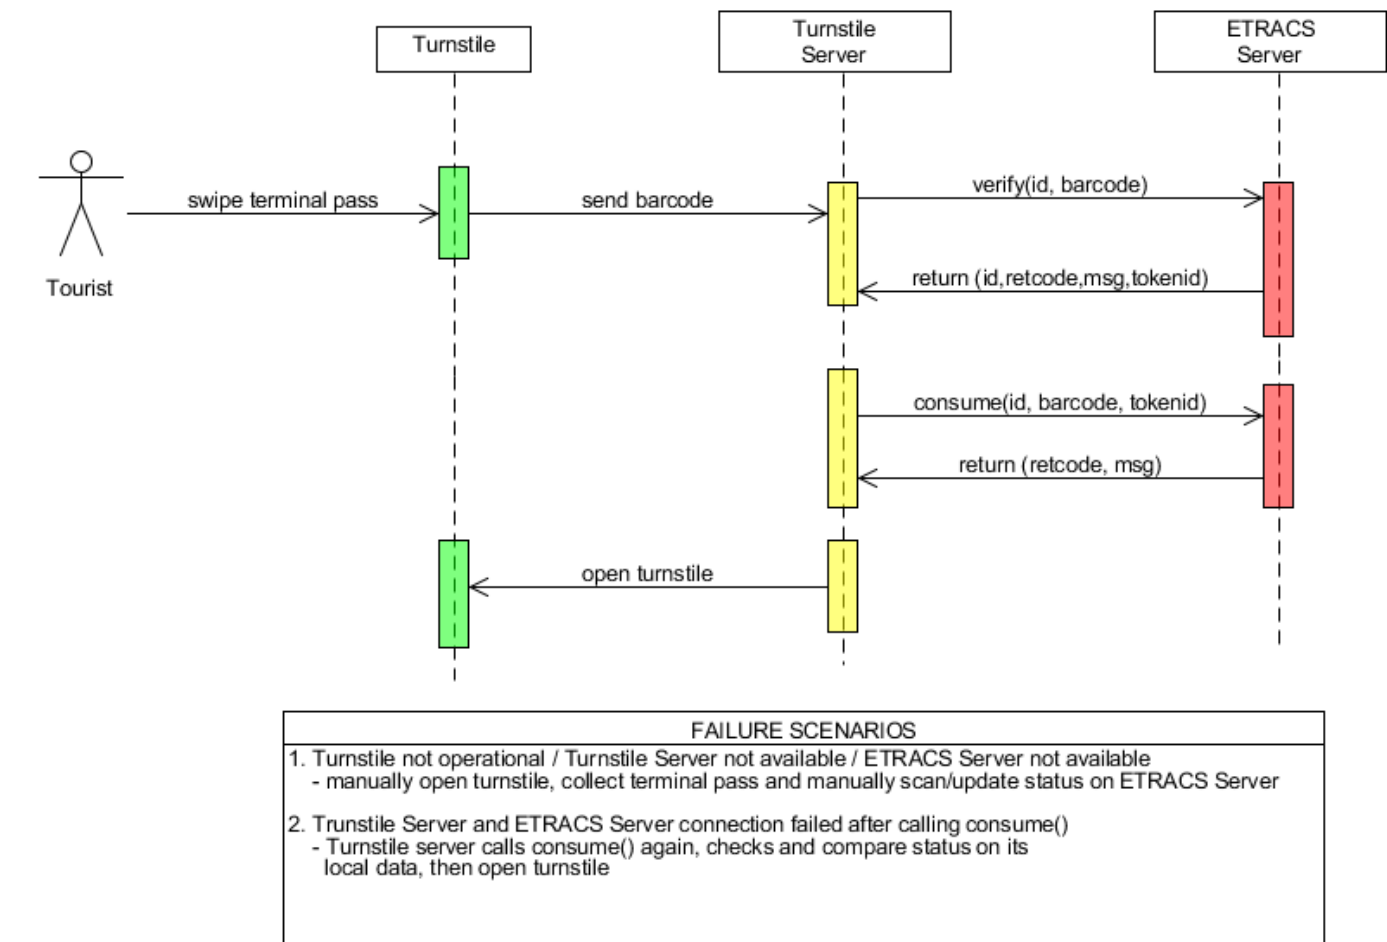 Turnstile
Turnstile
Server
ETRACS
Server
swipe terminal pass
send barcode
verify(id, barcode)
return (id,retcode,msg,tokenid)
Tourist
consume(id, barcode, tokenid)
return (retcode, msg)
open turnstile
FAILURE SCENARIOS
1. Turnstile not operational / Turnstile Server not available / ETRACS Server not available
- manually open turnstile, collect terminal pass and manually scan/update status on ETRACS Server
2. Trunstile Server and ETRACS Server connection failed after calling consume()
- Turnstile server calls consume() again, checks and compare status on its
local data, then open turnstile